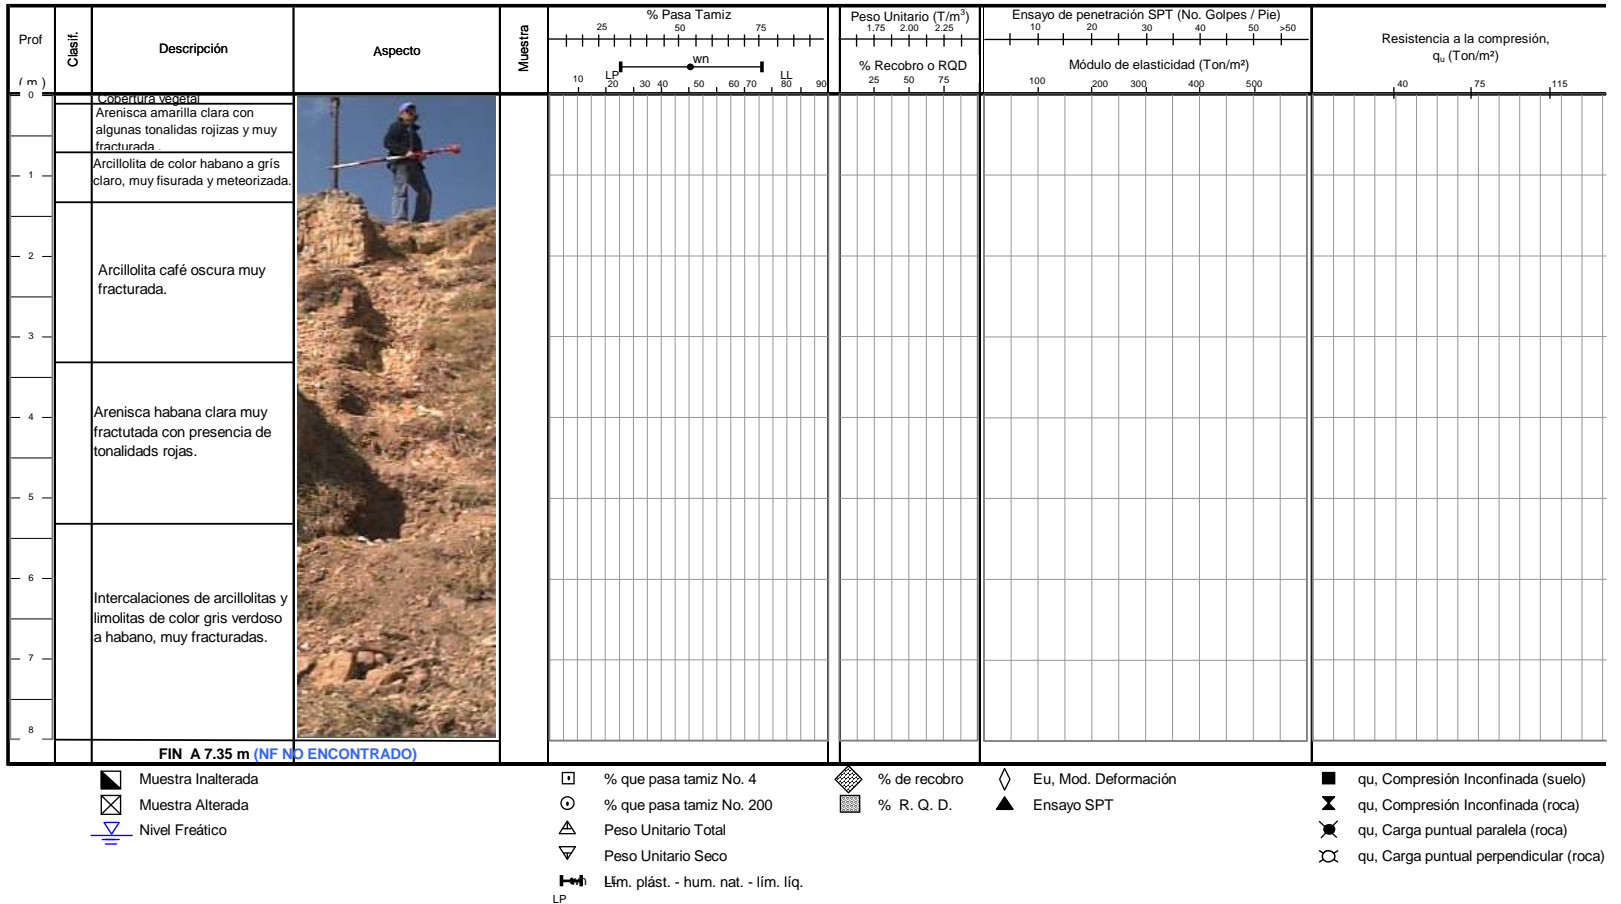 Prof
( m )
Clasif.
Descripción
Aspecto
Muestra
% Pasa Tamiz
25 50 75
wn
LP LL
10 20 30 40 50 60 70 80 90
Peso Unitario (T/m³)
1.75 2.00 2.25
% Recobro o RQD
25 50 75
Ensayo de penetración SPT (No. Golpes / Pie)
10 20 30 40 50 >50
Módulo de elasticidad (Ton/m²)
100 200 300 400 500
Resistencia a la compresión,
qu (Ton/m²)
40 75 115
0
Cobertura vegetal
Arenisca amarilla clara con
algunas tonalidas rojizas y muy
fracturada .
1
Arcillolita de color habano a grís
claro, muy fisurada y meteorizada.
2
Arcillolita café oscura muy
fracturada.
3
4
Arenisca habana clara muy
fractutada con presencia de
tonalidads rojas.
5
6
Intercalaciones de arcillolitas y
limolitas de color gris verdoso
a habano, muy fracturadas.
7
8
FIN A 7.35 m (NF NO ENCONTRADO)
Muestra Inalterada
Muestra Alterada
Nivel Freático
% que pasa tamiz No. 4
% que pasa tamiz No. 200
Peso Unitario Total
Peso Unitario Seco
wn LL Lím. plást. - hum. nat. - lím. líq.
LP
% de recobro
% R. Q. D.
Eu, Mod. Deformación
Ensayo SPT
qu, Compresión Inconfinada (suelo)
qu, Compresión Inconfinada (roca)
qu, Carga puntual paralela (roca)
qu, Carga puntual perpendicular (roca)